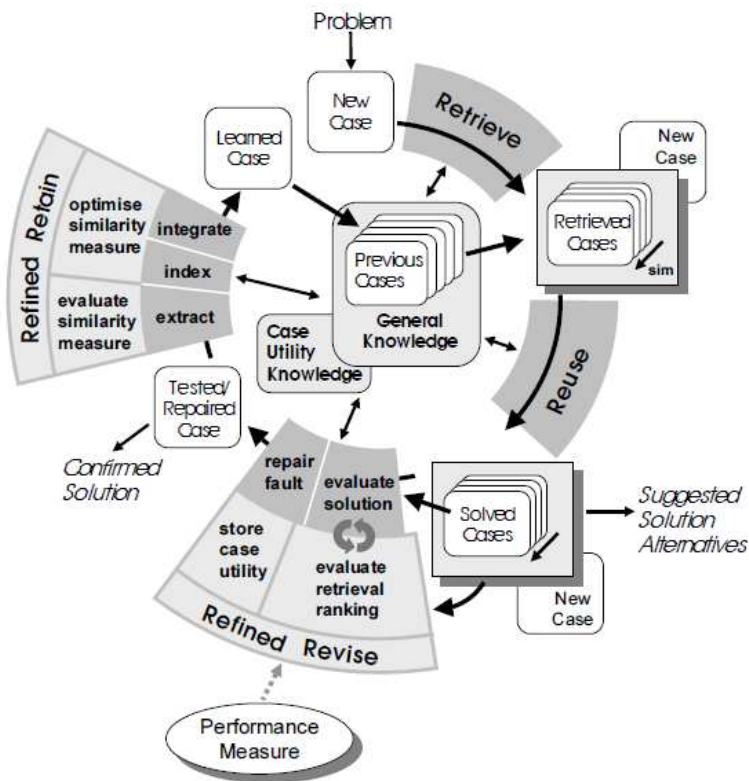 Problem
New
Case
Retrieve
New
Case
Learned
Case
Retrieved
Cases
sim
Previous
Cases
General
Knowledge
Case
Utility
Knowledge
Refined Retain
optimise
similarity
measure
integrate
index
evaluate
similarity
measure
extract
Reuse
Tested/
Repaired
Case
Confirmed
Solution
repair
fault
evaluate
solution
store
case
utility
evaluate
retrieval
ranking
Refined Revise
Solved
Cases
Suggested
Solution
Alternatives
New
Case
Performance
Measure